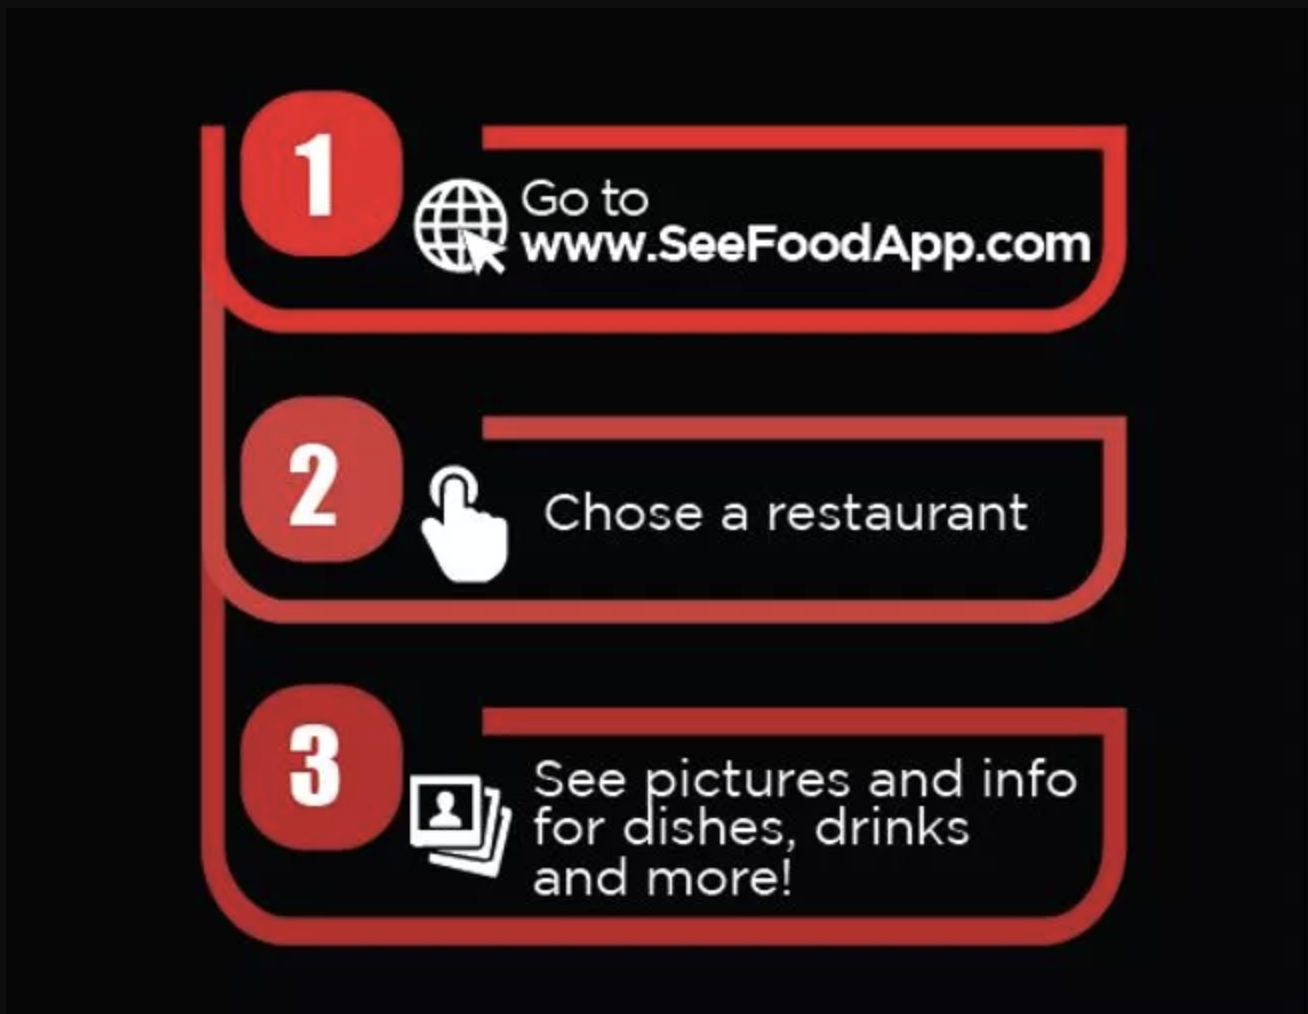 1
Go to
www.SeeFoodApp.com
2
Chose a restaurant
3
See pictures and info
for dishes, drinks
and more!